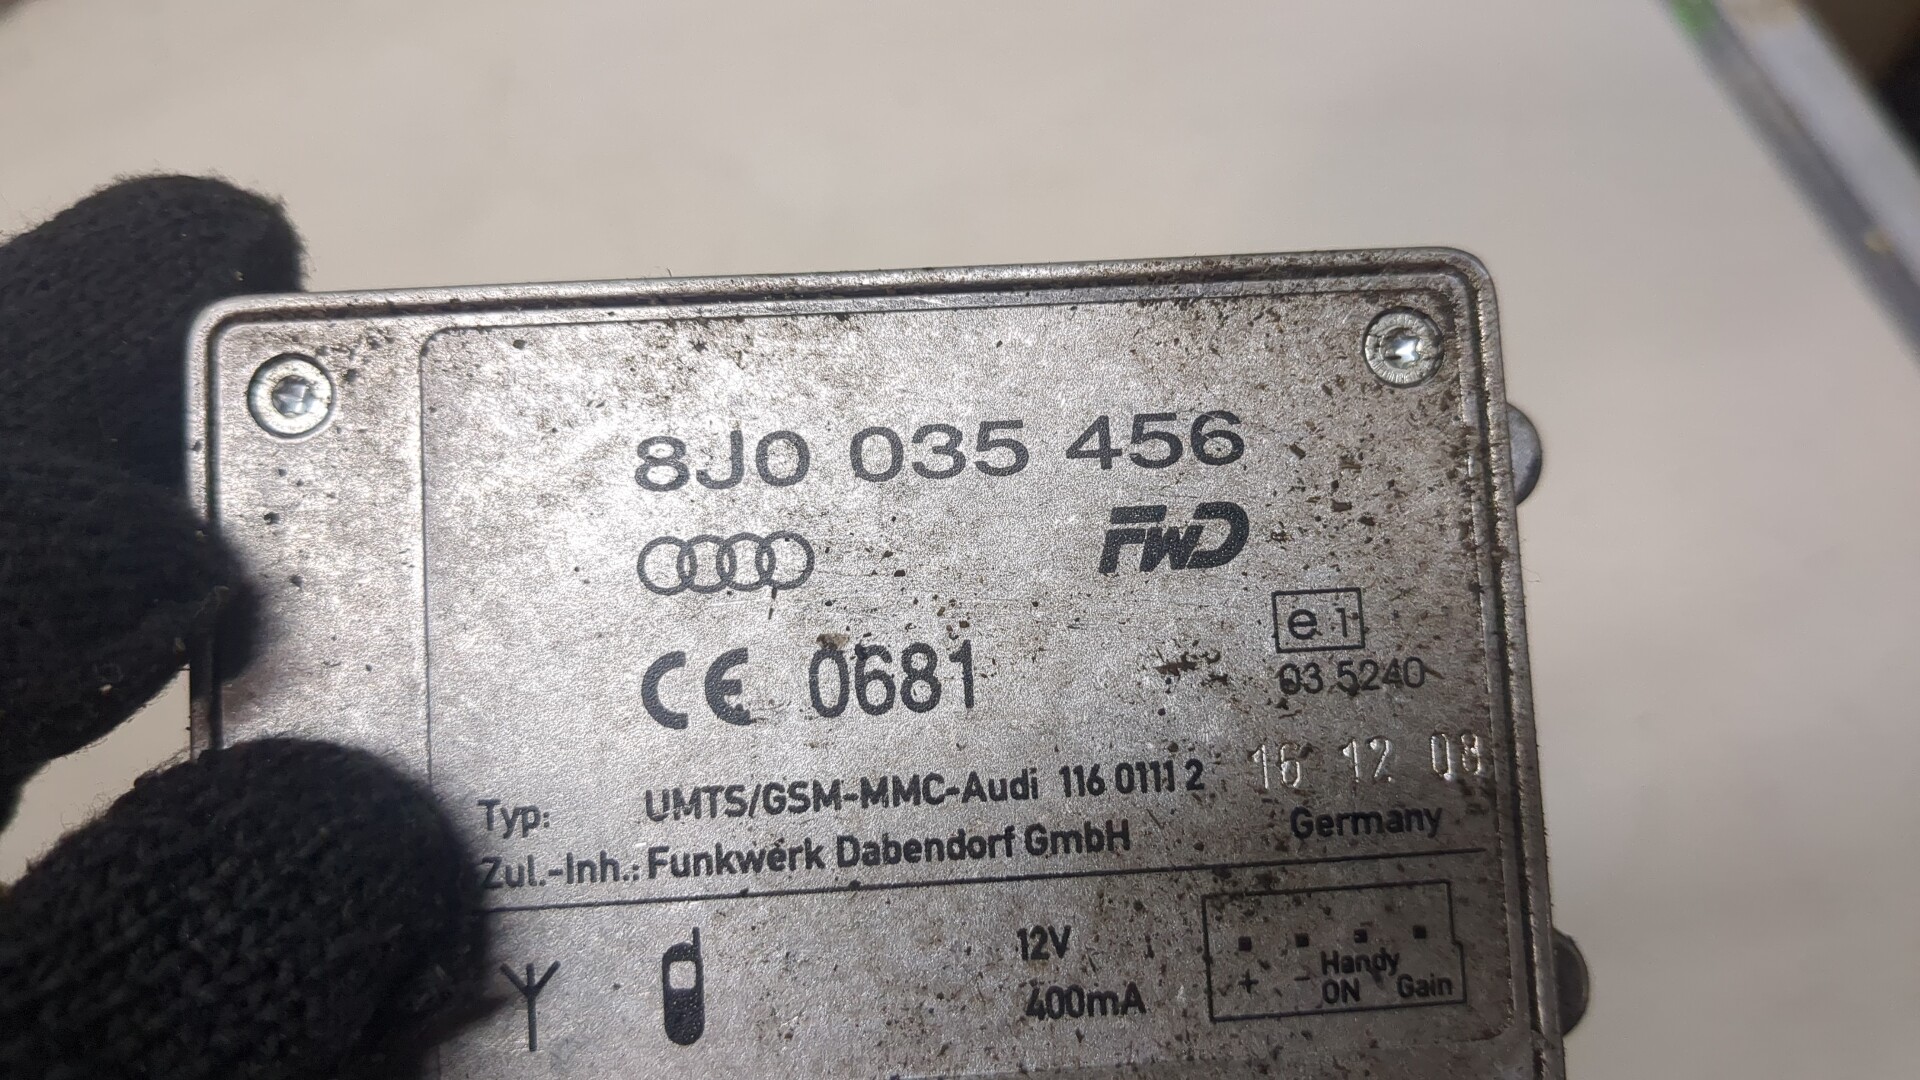 8J0 035 456
FWD
CE 0681
e 1
03 5240
16 12 08
Typ: UMTS/GSM-MMC-Audi 116 0111 2
Germany
Zul.-Inh.: Funkwerk Dabendorf GmbH
12V
400mA
+ - Handy ON Gain